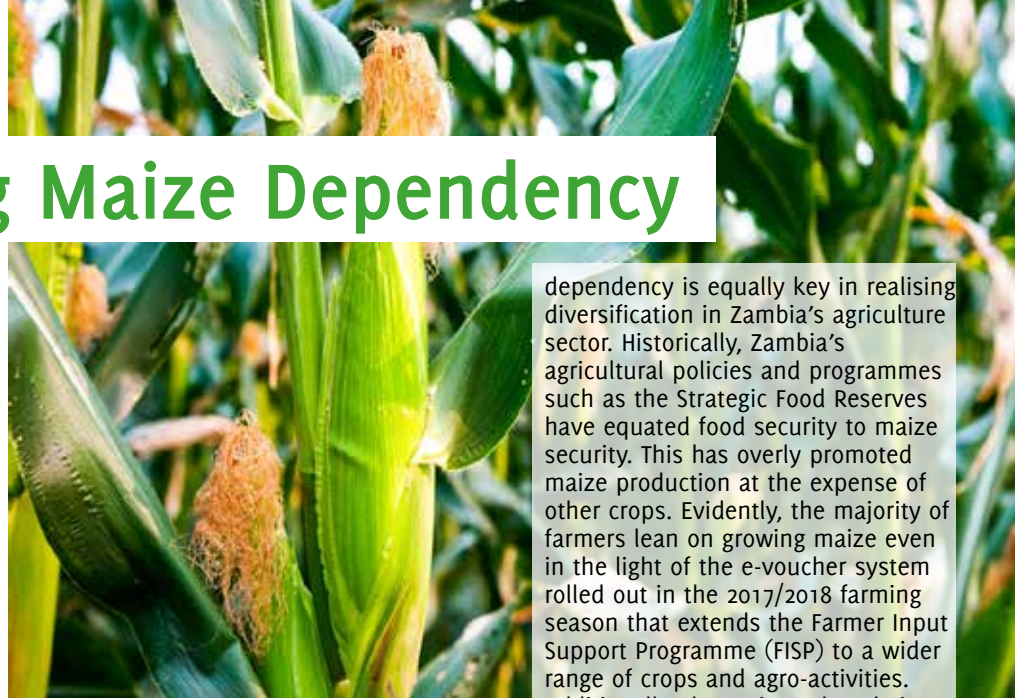 Maize Dependency
dependency is equally key in realising
diversification in Zambia’s agriculture
sector. Historically, Zambia’s
agricultural policies and programmes
such as the Strategic Food Reserves
have equated food security to maize
security. This has overly promoted
maize production at the expense of
other crops. Evidently, the majority of
farmers lean on growing maize even
in the light of the e-voucher system
rolled out in the 2017/2018 farming
season that extends the Farmer Input
Support Programme (FISP) to a wider
range of crops and agro-activities.